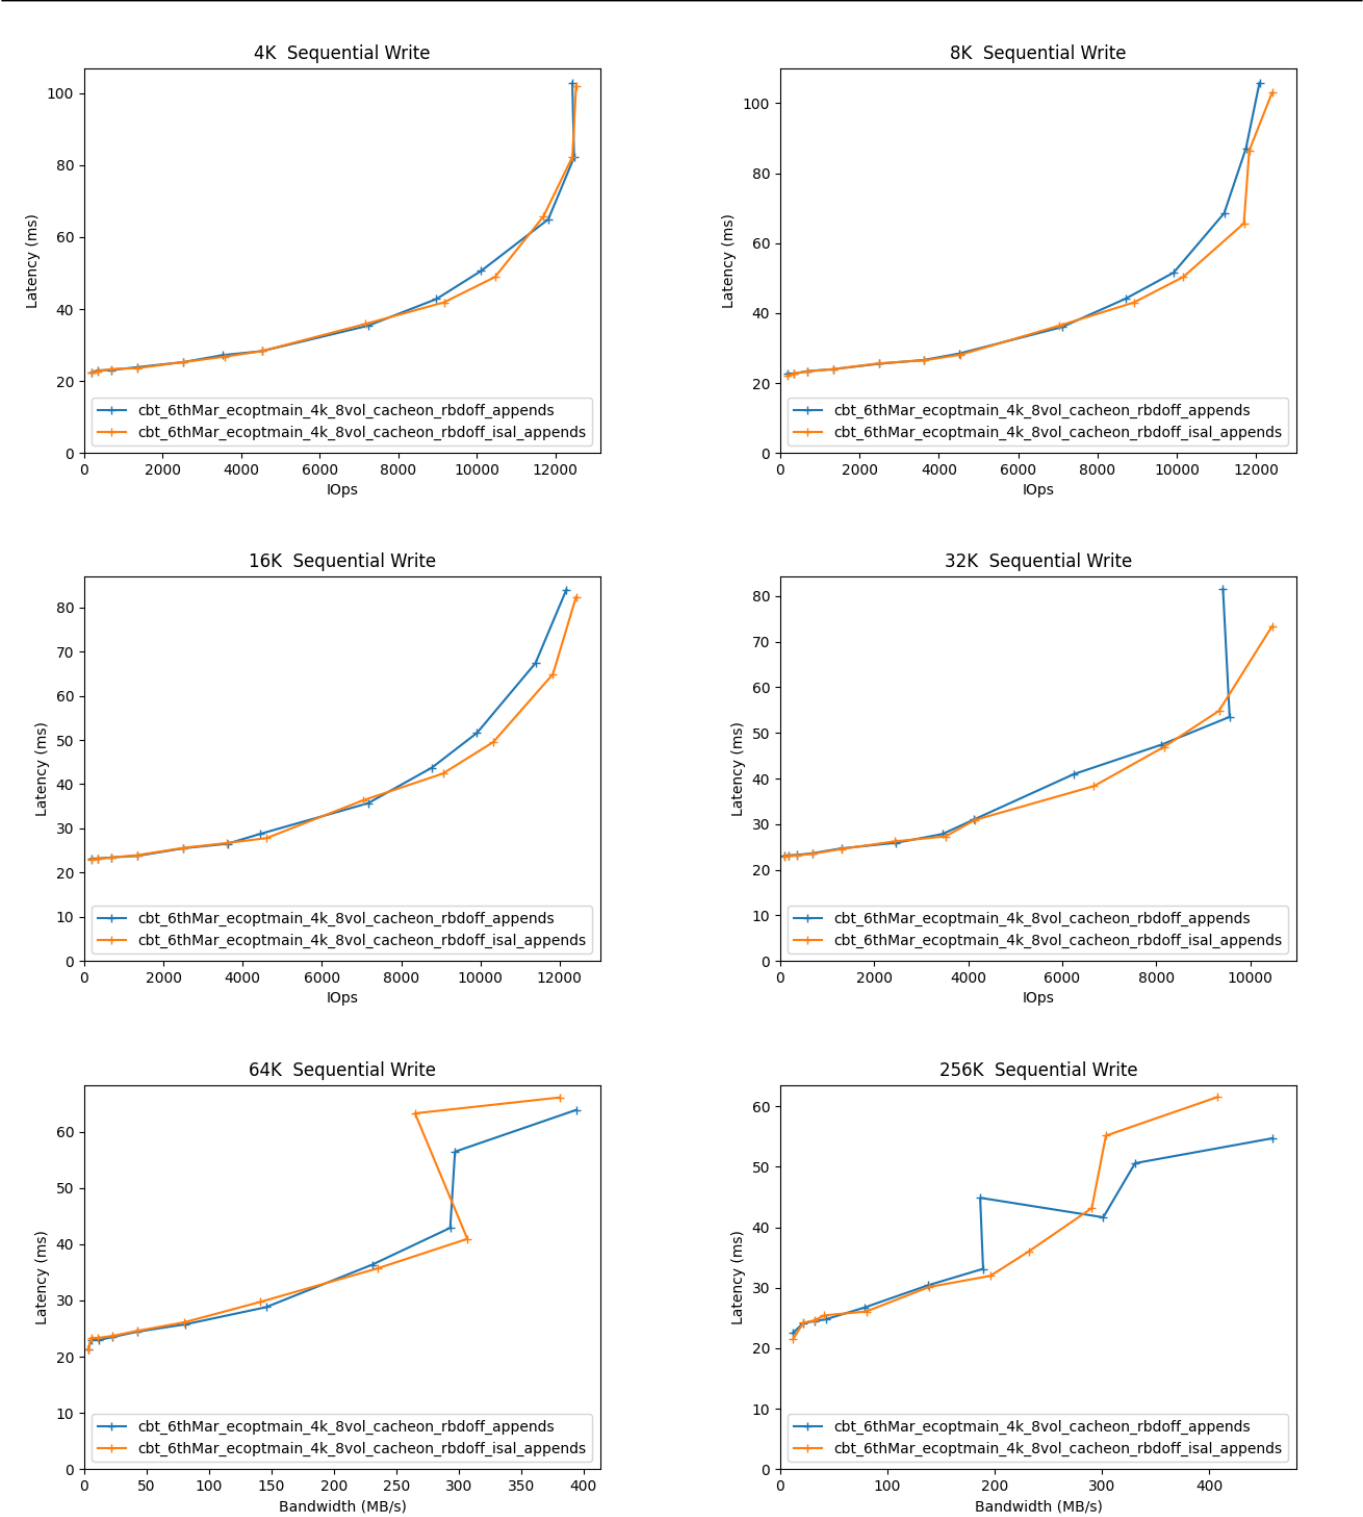 4K  Sequential Write
100
80
60
40
20
0
Latency (ms)
cbt_6thMar_ecoptmain_4k_8vol_cacheon_rbdoff_appends
cbt_6thMar_ecoptmain_4k_8vol_cacheon_rbdoff_isal_appends
0 2000 4000 6000 8000 10000 12000
IOps
8K  Sequential Write
100
80
60
40
20
0
Latency (ms)
cbt_6thMar_ecoptmain_4k_8vol_cacheon_rbdoff_appends
cbt_6thMar_ecoptmain_4k_8vol_cacheon_rbdoff_isal_appends
0 2000 4000 6000 8000 10000 12000
IOps
16K  Sequential Write
80
70
60
50
40
30
20
10
0
Latency (ms)
cbt_6thMar_ecoptmain_4k_8vol_cacheon_rbdoff_appends
cbt_6thMar_ecoptmain_4k_8vol_cacheon_rbdoff_isal_appends
0 2000 4000 6000 8000 10000 12000
IOps
32K  Sequential Write
80
70
60
50
40
30
20
10
0
Latency (ms)
cbt_6thMar_ecoptmain_4k_8vol_cacheon_rbdoff_appends
cbt_6thMar_ecoptmain_4k_8vol_cacheon_rbdoff_isal_appends
0 2000 4000 6000 8000 10000
IOps
64K  Sequential Write
60
50
40
30
20
10
0
Latency (ms)
cbt_6thMar_ecoptmain_4k_8vol_cacheon_rbdoff_appends
cbt_6thMar_ecoptmain_4k_8vol_cacheon_rbdoff_isal_appends
0 50 100 150 200 250 300 350 400
Bandwidth (MB/s)
256K  Sequential Write
60
50
40
30
20
10
0
Latency (ms)
cbt_6thMar_ecoptmain_4k_8vol_cacheon_rbdoff_appends
cbt_6thMar_ecoptmain_4k_8vol_cacheon_rbdoff_isal_appends
0 100 200 300 400
Bandwidth (MB/s)